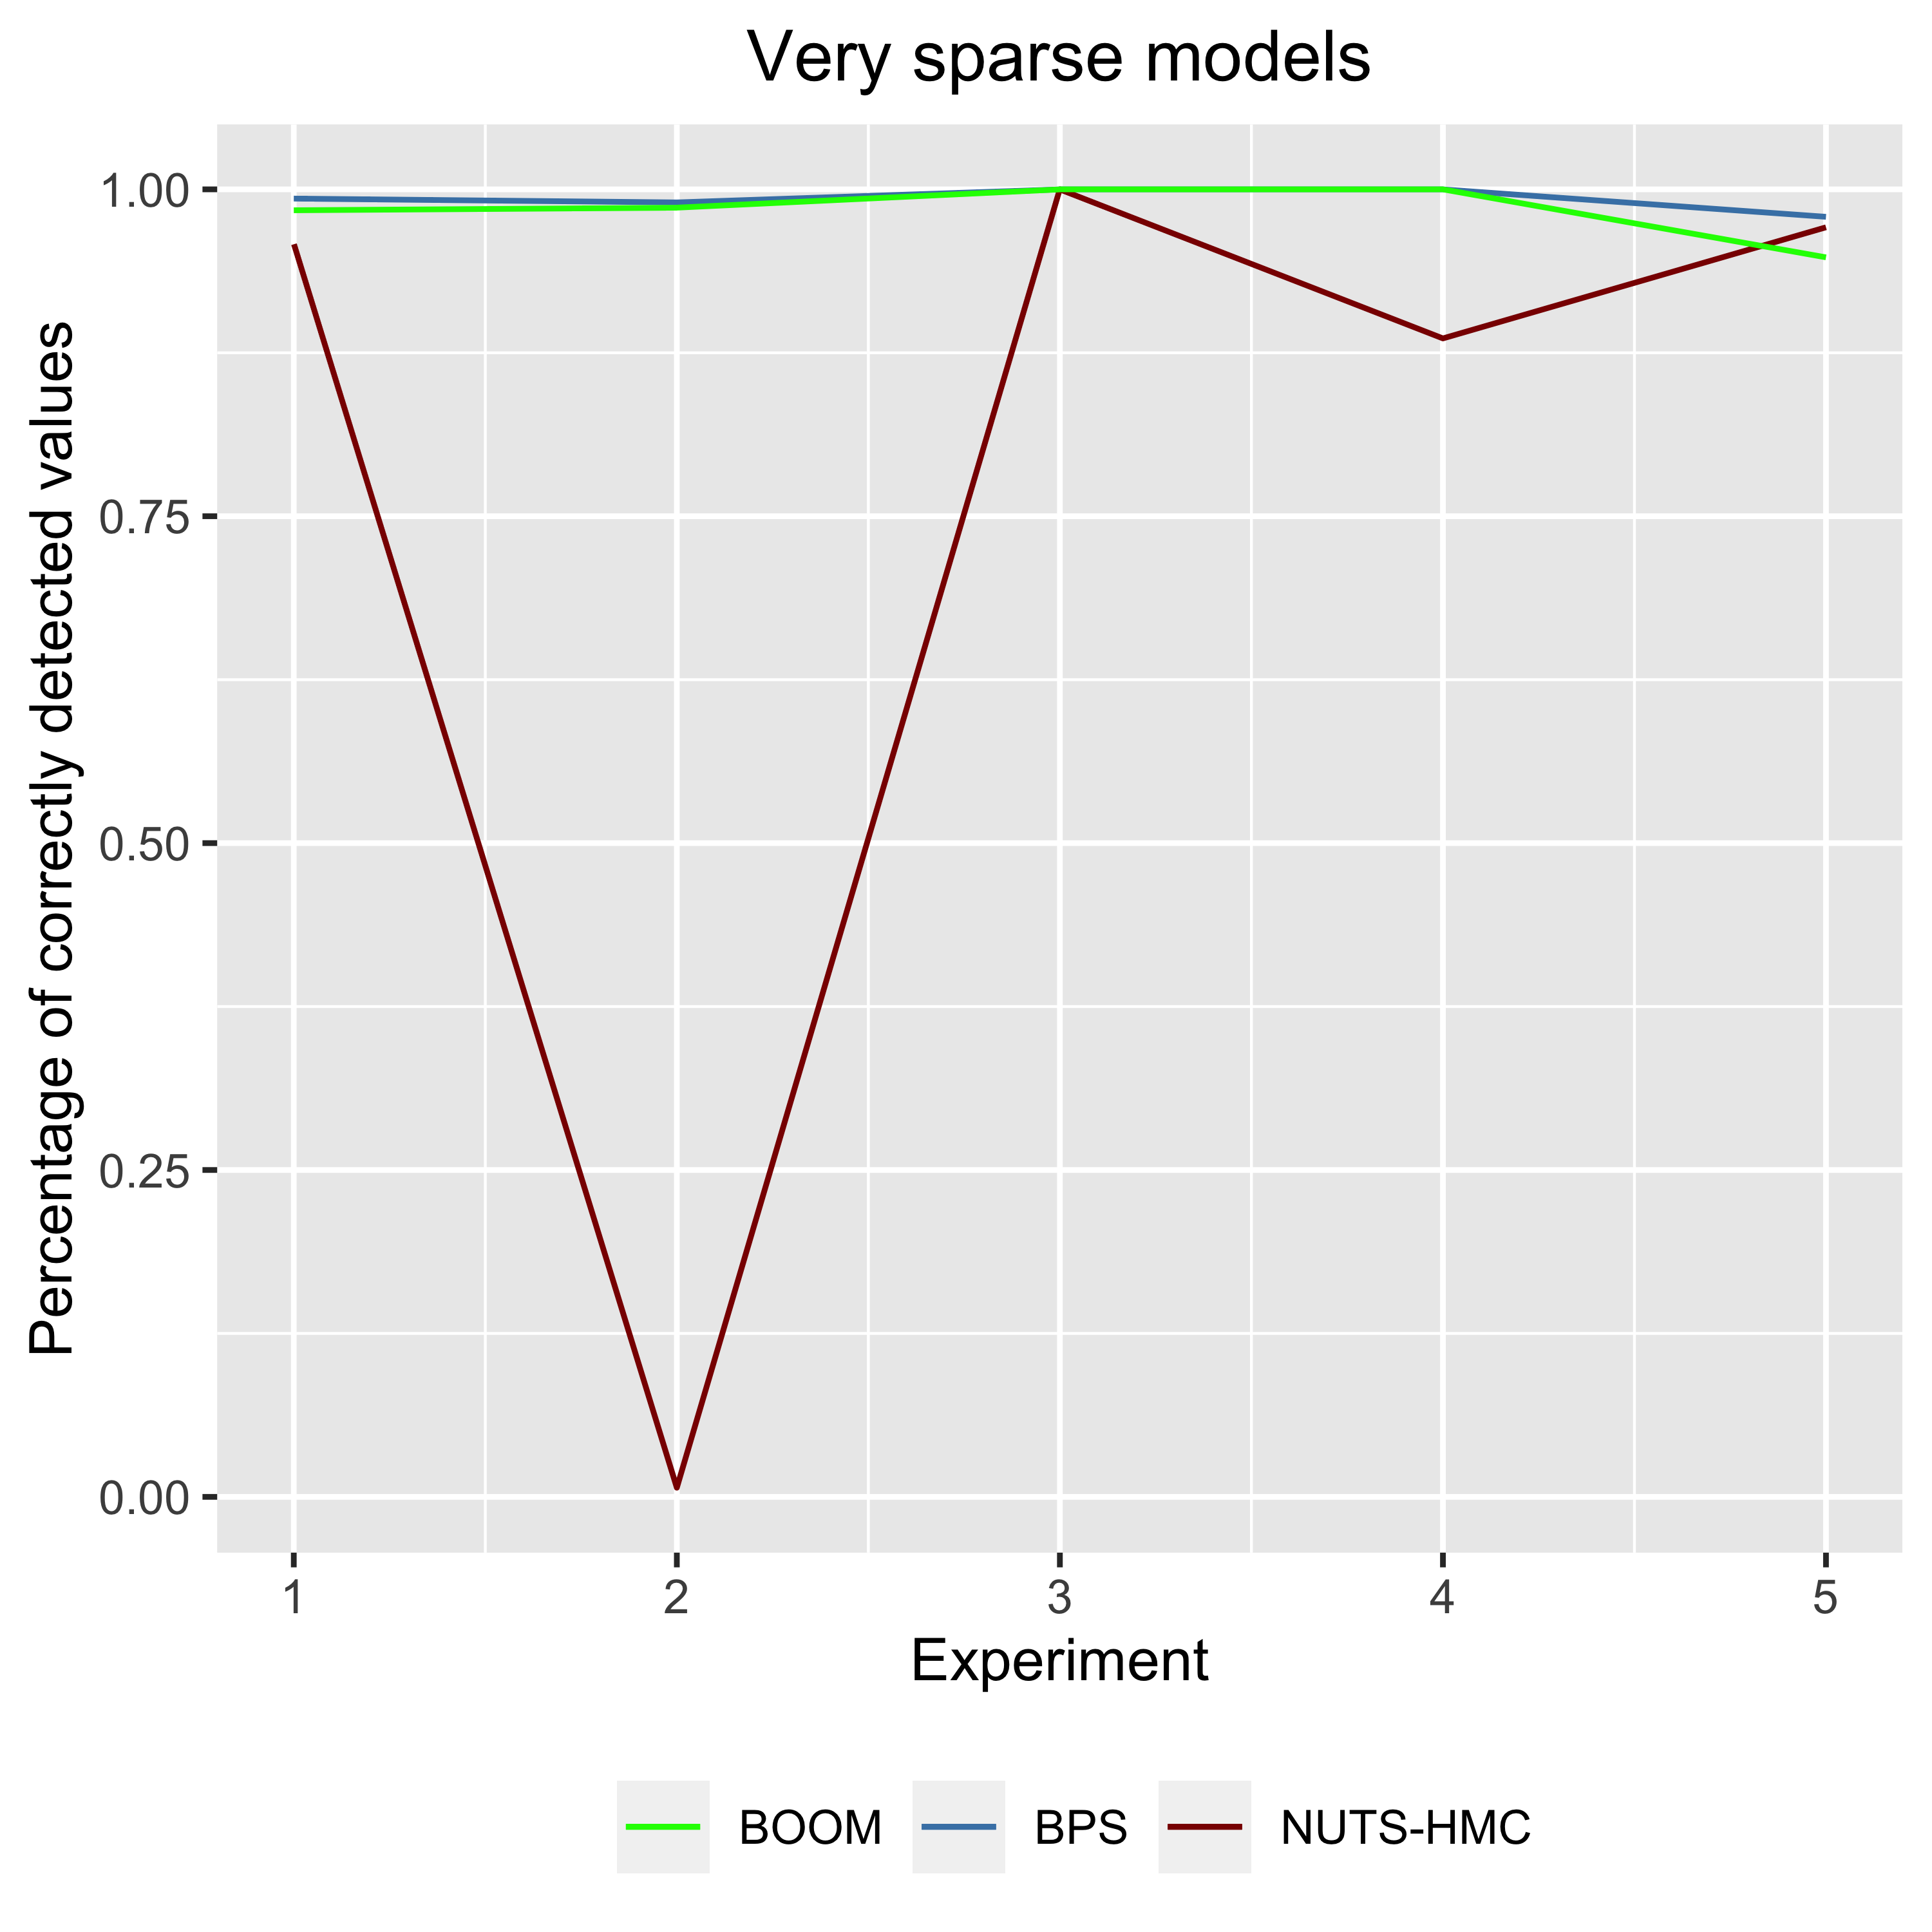 Very sparse models
Percentage of correctly detected values
1.00
0.75
0.50
0.25
0.00
1 2 3 4 5
Experiment
BOOM BPS NUTS-HMC